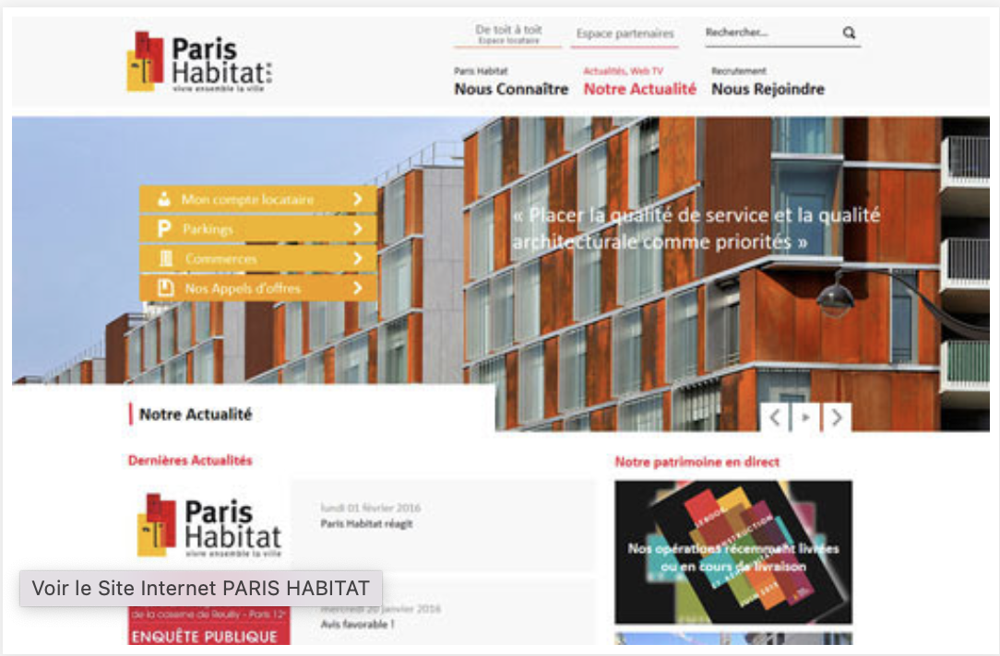 Paris
Habitat
vivre ensemble la ville
De toit à toit
Espace locataire
Espace partenaires
Rechercher...
Paris Habitat
Nous Connaître
Actualités, Web TV
Notre Actualité
Recrutement
Nous Rejoindre
Mon compte locataire
P Parkings
Commerces
Nos Appels d'offres
« Placer la qualité de service et la qualité
architecturale comme priorités »
Notre Actualité
Dernières Actualités
Paris
Habitat
vivre ensemble la ville
lundi 01 février 2016
Paris Habitat réagit
Voir le Site Internet PARIS HABITAT
de la caserne de Reuilly - Paris 12e
ENQUÊTE PUBLIQUE
mercredi 20 janvier 2016
Avis favorable !
Notre patrimoine en direct
Nos opérations récemment livrées
ou en cours de livraison